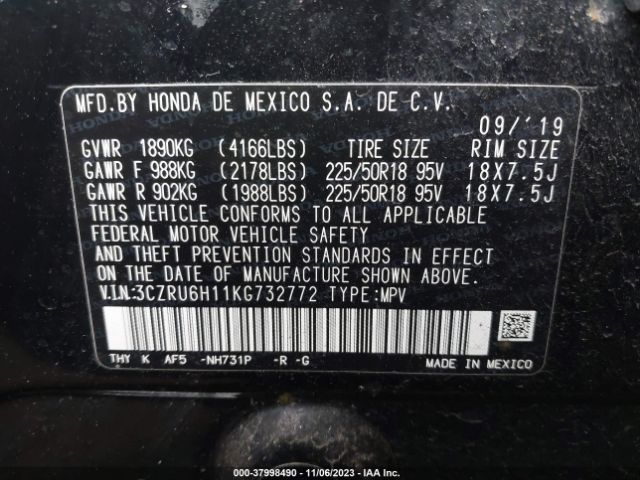 MFD.BY HONDA DE MEXICO S.A. DE C.V.
09/'19
GVWR 1890KG (4166LBS) TIRE SIZE RIM SIZE
GAWR F 988KG (2178LBS) 225/50R18 95V 18X7.5J
GAWR R 902KG (1988LBS) 225/50R18 95V 18X7.5J
THIS VEHICLE CONFORMS TO ALL APPLICABLE
FEDERAL MOTOR VEHICLE SAFETY
AND THEFT PREVENTION STANDARDS IN EFFECT
ON THE DATE OF MANUFACTURE SHOWN ABOVE.
V.I.N:3CZRU6H11KG732772 TYPE:MPV
THY K AF5 -NH731P -R -G
MADE IN MEXICO
000-37998490 - 11/06/2023 - IAA Inc.